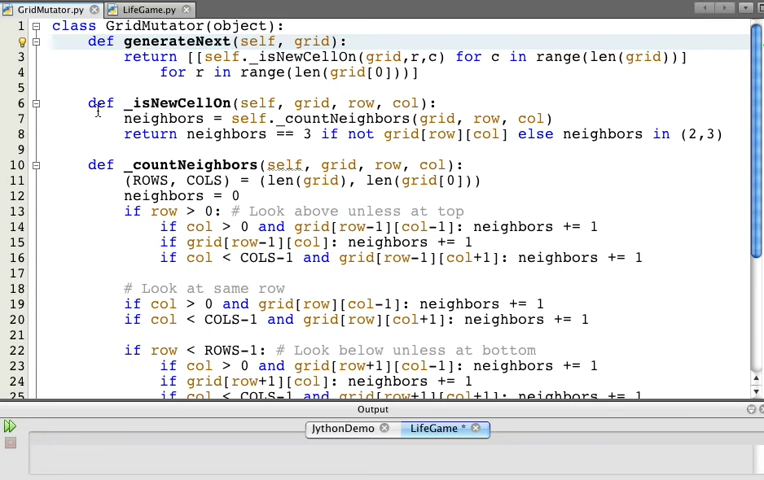 GridMutator.py LifeGame.py
1 class GridMutator(object):
2 def generateNext(self, grid):
3 return [[self._isNewCellOn(grid,r,c) for c in range(len(grid))]
4 for r in range(len(grid[0]))]
5
6 def _isNewCellOn(self, grid, row, col):
7 neighbors = self._countNeighbors(grid, row, col)
8 return neighbors == 3 if not grid[row][col] else neighbors in (2,3)
9
10 def _countNeighbors(self, grid, row, col):
11 (ROWS, COLS) = (len(grid), len(grid[0]))
12 neighbors = 0
13 if row > 0: # Look above unless at top
14 if col > 0 and grid[row-1][col-1]: neighbors += 1
15 if grid[row-1][col]: neighbors += 1
16 if col < COLS-1 and grid[row-1][col+1]: neighbors += 1
17
18 # Look at same row
19 if col > 0 and grid[row][col-1]: neighbors += 1
20 if col < COLS-1 and grid[row][col+1]: neighbors += 1
21
22 if row < ROWS-1: # Look below unless at bottom
23 if col > 0 and grid[row+1][col-1]: neighbors += 1
24 if grid[row+1][col]: neighbors += 1
25 if col < COLS-1 and grid[row+1][col+1]: neighbors += 1
Output
JythonDemo LifeGame *